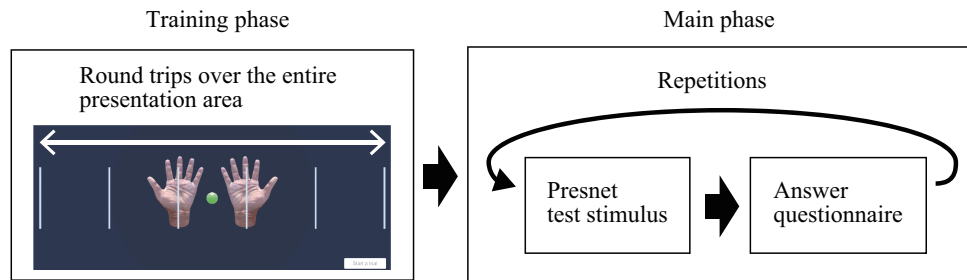 Training phase
Round trips over the entire
presentation area
Main phase
Repetitions
Presnet
test stimulus
Answer
questionnaire